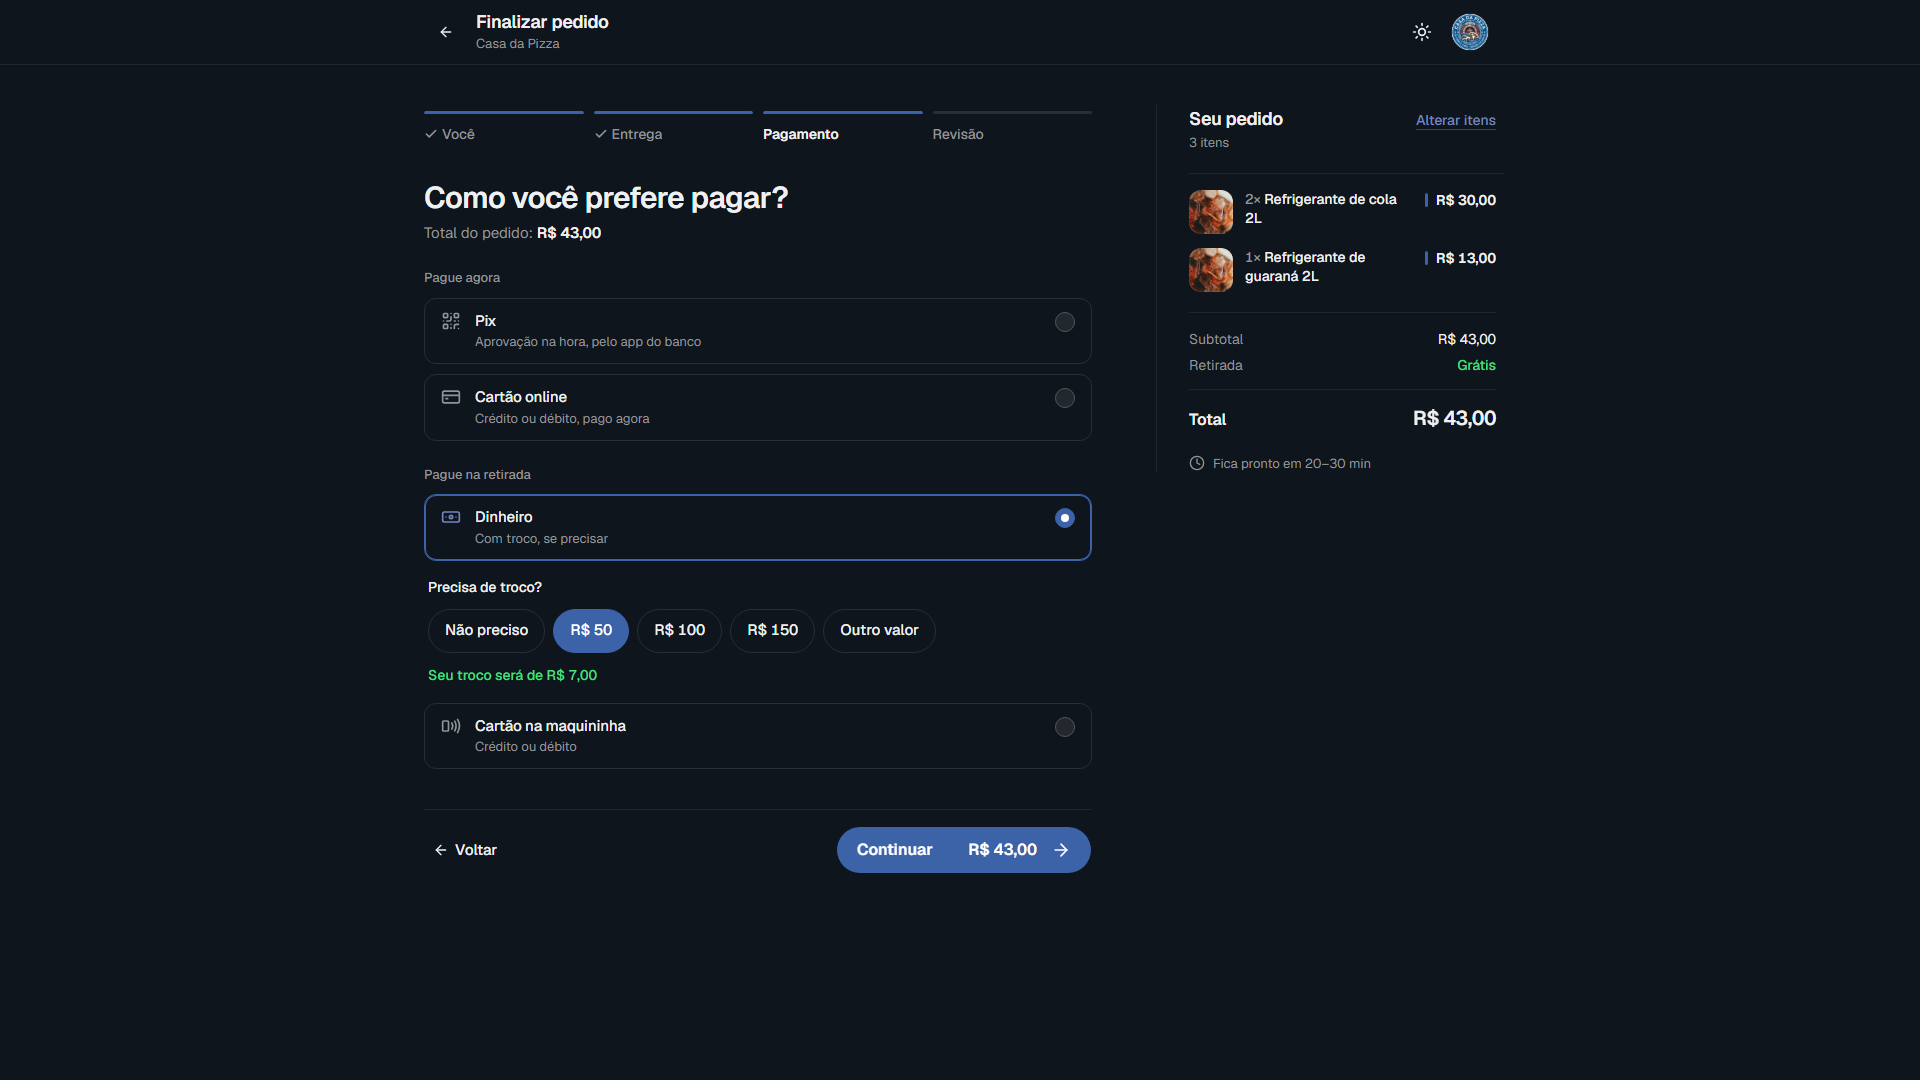 Finalizar pedido
Casa da Pizza
Você
Entrega
Pagamento
Revisão
Como você prefere pagar?
Total do pedido: R$ 43,00
Pague agora
Pix
Aprovação na hora, pelo app do banco
Cartão online
Crédito ou débito, pago agora
Pague na retirada
Dinheiro
Com troco, se precisar
Precisa de troco?
Não preciso
R$ 50
R$ 100
R$ 150
Outro valor
Seu troco será de R$ 7,00
Cartão na maquininha
Crédito ou débito
Voltar
Continuar R$ 43,00
Seu pedido
Alterar itens
3 itens
2× Refrigerante de cola
2L
R$ 30,00
1× Refrigerante de
guaraná 2L
R$ 13,00
Subtotal R$ 43,00
Retirada Grátis
Total R$ 43,00
Fica pronto em 20–30 min